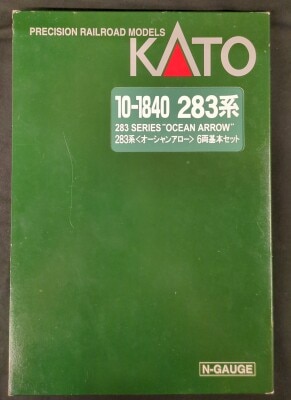 PRECISION RAILROAD MODELS
KATO
10-1840 283系
283 SERIES "OCEAN ARROW"
283系<オーシャンアロー> 6両基本セット
N-GAUGE